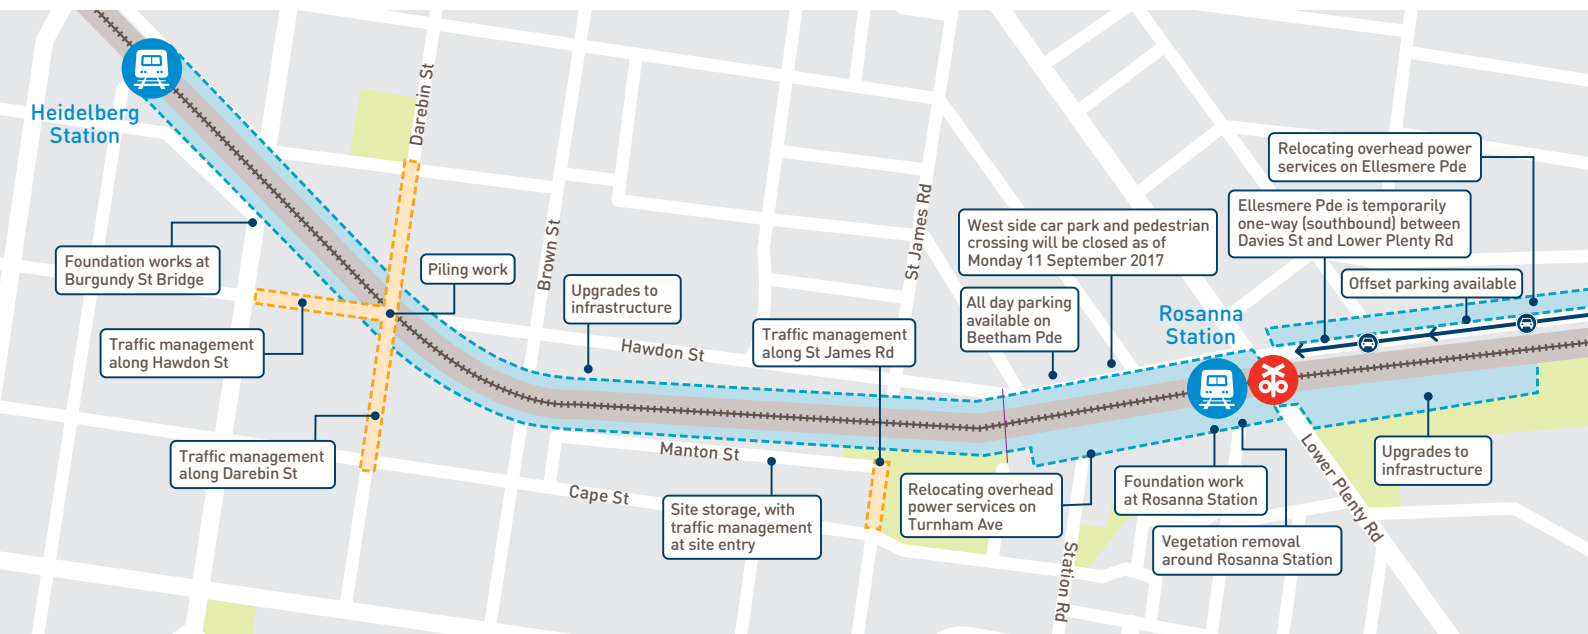 Heidelberg
Station
Darebin St
Foundation works at
Burgundy St Bridge
Traffic management
along Hawdon St
Traffic management
along Darebin St
Piling work
Brown St
Upgrades to
infrastructure
Hawdon St
Manton St
Cape St
Site storage, with
traffic management
at site entry
Traffic management
along St James Rd
St James Rd
West side car park and pedestrian
crossing will be closed as of
Monday 11 September 2017
All day parking
available on
Beetham Pde
Relocating overhead
power services on
Turnham Ave
Station Rd
Rosanna
Station
Foundation work
at Rosanna Station
Vegetation removal
around Rosanna Station
Relocating overhead power
services on Ellesmere Pde
Ellesmere Pde is temporarily
one-way (southbound) between
Davies St and Lower Plenty Rd
Offset parking available
Lower Plenty Rd
Upgrades to
infrastructure